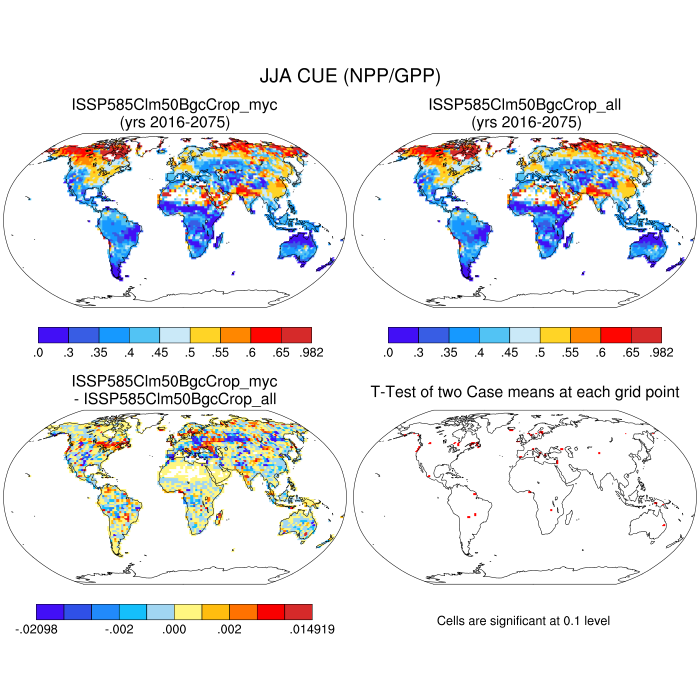 JJA CUE (NPP/GPP)
ISSP585Clm50BgcCrop_myc
(yrs 2016-2075)
ISSP585Clm50BgcCrop_all
(yrs 2016-2075)
.0 .3 .35 .4 .45 .5 .55 .6 .65 .982
.0 .3 .35 .4 .45 .5 .55 .6 .65 .982
ISSP585Clm50BgcCrop_myc
- ISSP585Clm50BgcCrop_all
T-Test of two Case means at each grid point
-.02098 -.002 .000 .002 .014919
Cells are significant at 0.1 level